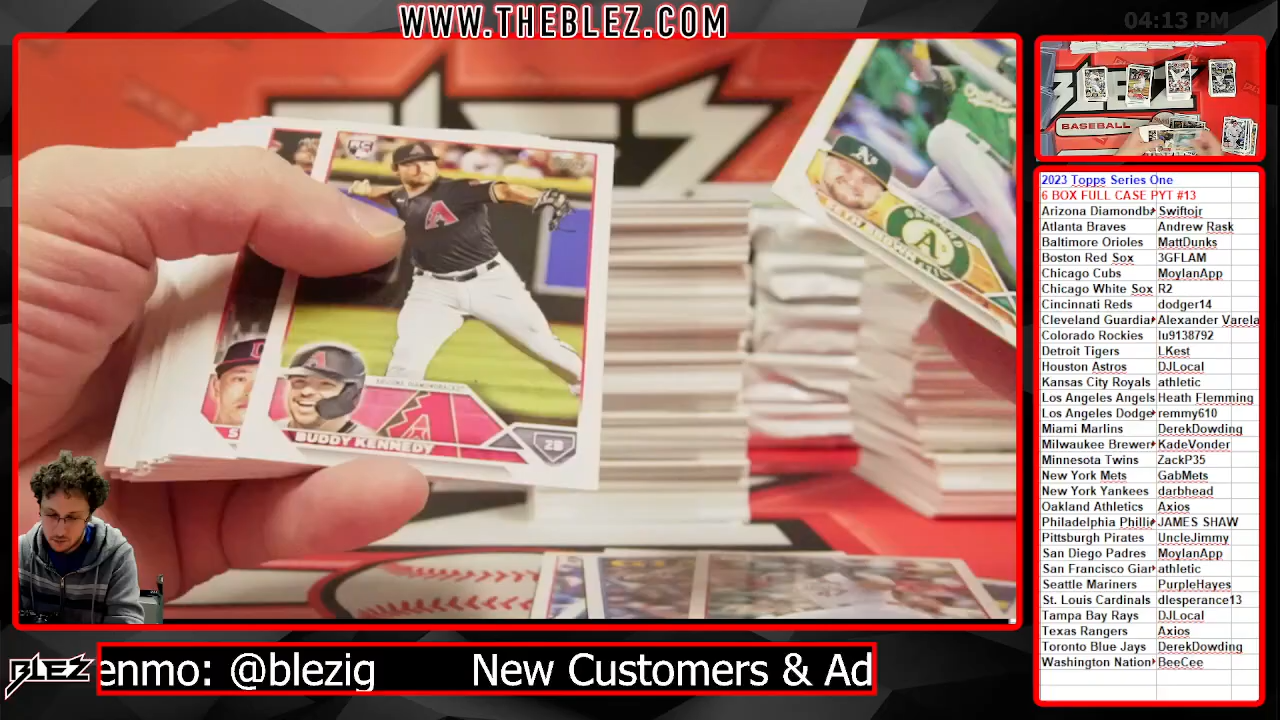 WWW.THEBLEZ.COM
04:13 PM
BLEZ
BASEBALL
RC
A
A's
A
ARIZONA DIAMONDBACKS
BUDDY KENNEDY
2B
2023 Topps Series One
6 BOX FULL CASE PYT #13
Arizona Diamondb Swiftojr
Atlanta Braves Andrew Rask
Baltimore Orioles MattDunks
Boston Red Sox 3GFLAM
Chicago Cubs MoylanApp
Chicago White Sox R2
Cincinnati Reds dodger14
Cleveland Guardia Alexander Varela
Colorado Rockies lu9138792
Detroit Tigers LKest
Houston Astros DJLocal
Kansas City Royals athletic
Los Angeles Angels Heath Flemming
Los Angeles Dodge remmy610
Miami Marlins DerekDowding
Milwaukee Brewer KadeVonder
Minnesota Twins ZackP35
New York Mets GabMets
New York Yankees darbhead
Oakland Athletics Axios
Philadelphia Philli JAMES SHAW
Pittsburgh Pirates UncleJimmy
San Diego Padres MoylanApp
San Francisco Gian athletic
Seattle Mariners PurpleHayes
St. Louis Cardinals dlesperance13
Tampa Bay Rays DJLocal
Texas Rangers Axios
Toronto Blue Jays DerekDowding
Washington Nation BeeCee
BLEZ
enmo: @blezig New Customers & Ad